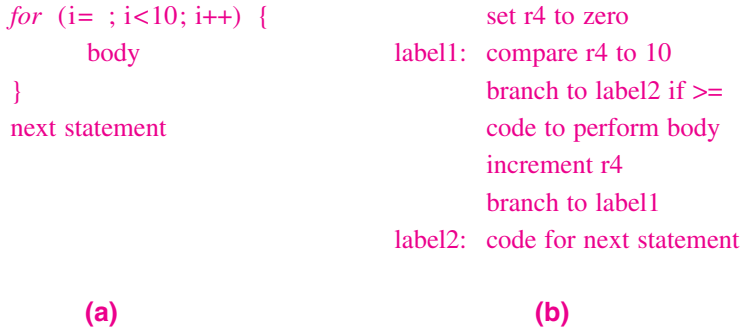 for (i= ; i<10; i++) {
body
}
next statement
(a)
set r4 to zero
label1: compare r4 to 10
branch to label2 if >=
code to perform body
increment r4
branch to label1
label2: code for next statement
(b)